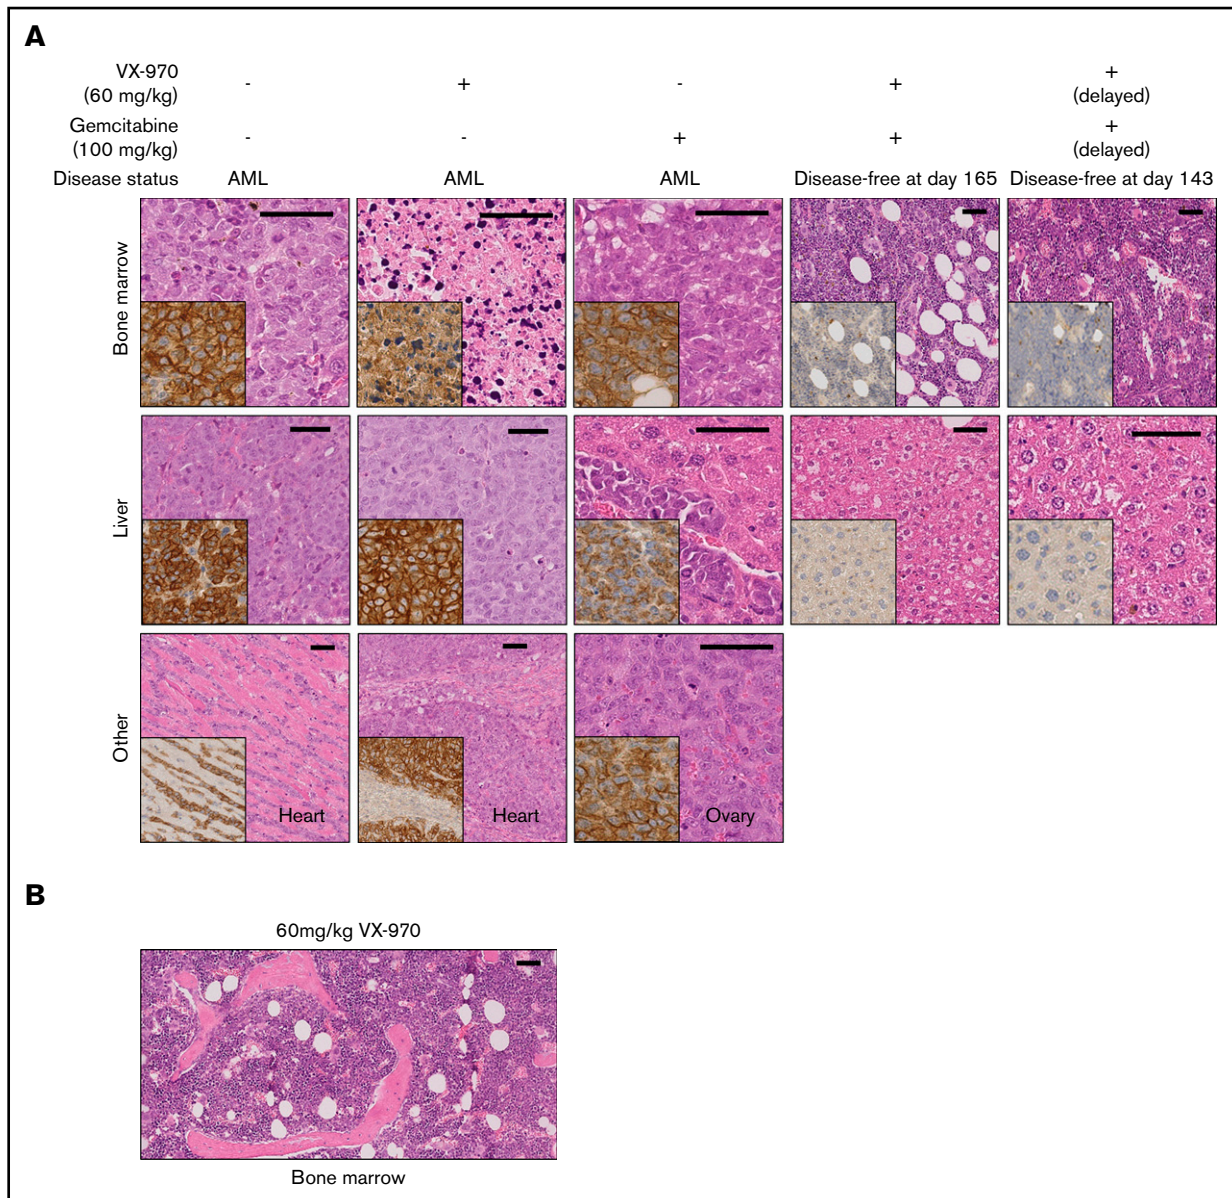 A
VX-970
(60 mg/kg)
- + - + +
(delayed)
Gemcitabine
(100 mg/kg)
- - + + +
(delayed)
Disease status AML AML AML Disease-free at day 165 Disease-free at day 143
Bone marrow
Liver
Other
Heart Heart Ovary
B
60mg/kg VX-970
Bone marrow